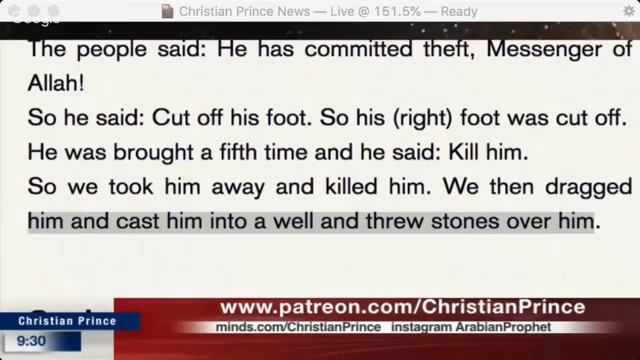 Christian Prince News — Live @ 151.5% — Ready
Google
The people said: He has committed theft, Messenger of
Allah!
So he said: Cut off his foot. So his (right) foot was cut off.
He was brought a fifth time and he said: Kill him.
So we took him away and killed him. We then dragged
him and cast him into a well and threw stones over him.
www.patreon.com/ChristianPrince
Christian Prince
minds.com/ChristianPrince instagram ArabianProphet
9:30